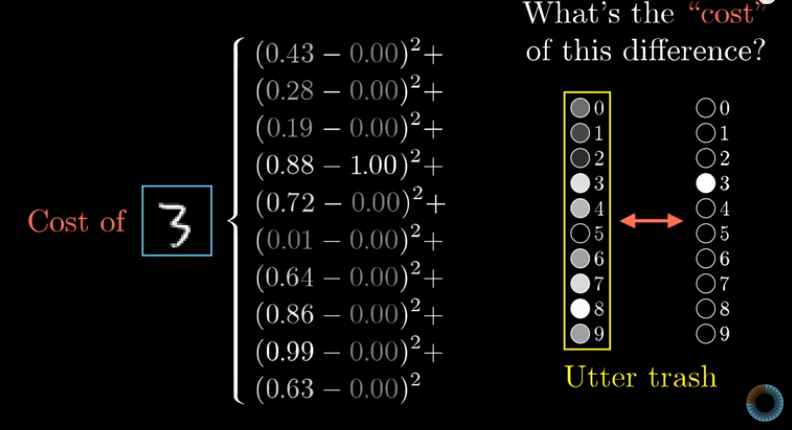 What's the “cost”
of this difference?
Cost of
3
(0.43 – 0.00)²+
(0.28 – 0.00)²+
(0.19 – 0.00)²+
(0.88 – 1.00)²+
(0.72 – 0.00)²+
(0.01 – 0.00)²+
(0.64 – 0.00)²+
(0.86 – 0.00)²+
(0.99 – 0.00)²+
(0.63 – 0.00)²
0
1
2
3
4
5
6
7
8
9
0
1
2
3
4
5
6
7
8
9
Utter trash